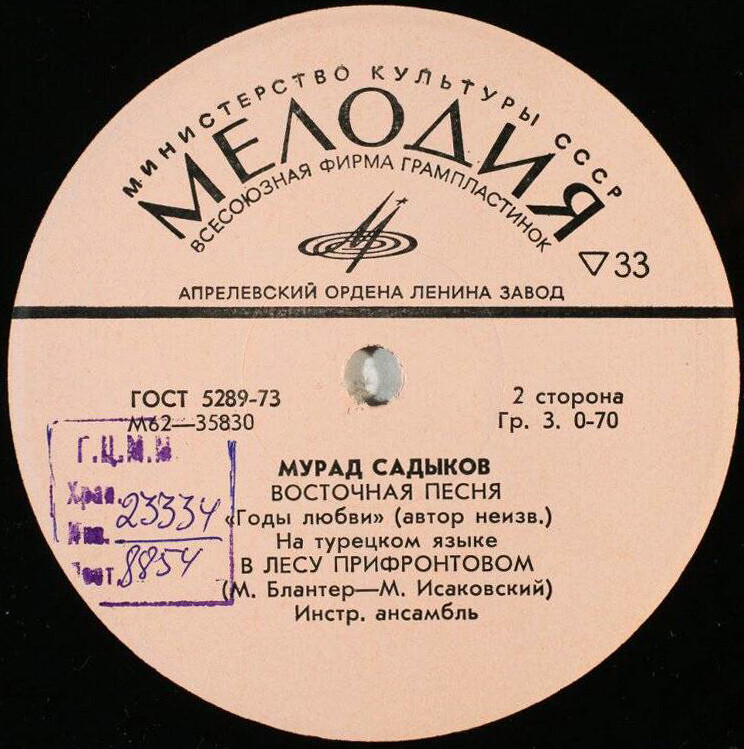 МИНИСТЕРСТВО КУЛЬТУРЫ СССР
МЕЛОДИЯ
ВСЕСОЮЗНАЯ ФИРМА ГРАМПЛАСТИНОК
33
АПРЕЛЕВСКИЙ ОРДЕНА ЛЕНИНА ЗАВОД
ГОСТ 5289-73
М62—35830
2 сторона
Гр. 3. 0-70
Г.Ц.М.М.
Хран. 23334
Инв.
8854
МУРАД САДЫКОВ
ВОСТОЧНАЯ ПЕСНЯ
«Годы любви» (автор неизв.)
На турецком языке
В ЛЕСУ ПРИФРОНТОВОМ
(М. Блантер—М. Исаковский)
Инстр. ансамбль